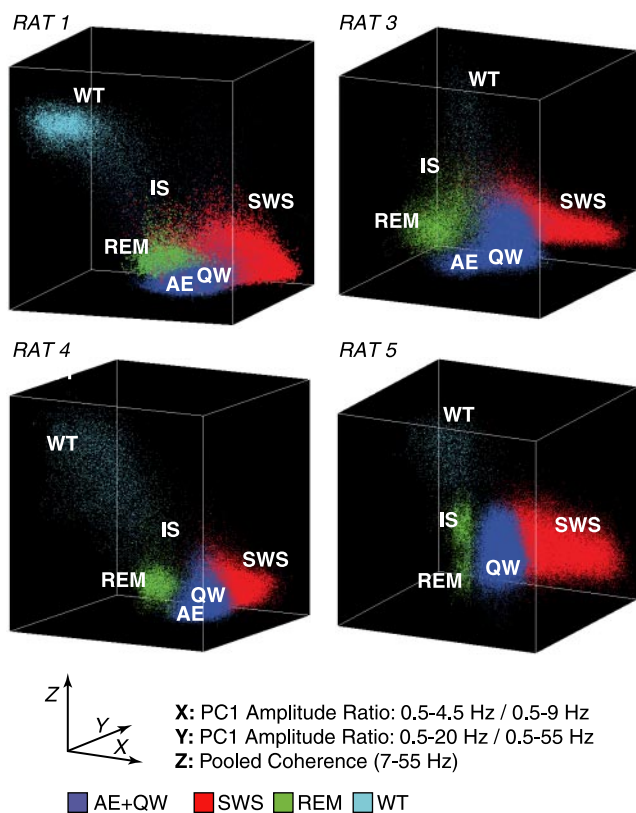 RAT 1
WT
IS
SWS
REM
QW
AE
RAT 3
WT
IS
SWS
REM
AE
QW
RAT 4
WT
IS
SWS
REM
QW
AE
RAT 5
WT
IS
SWS
QW
REM
Z
Y
X
X: PC1 Amplitude Ratio: 0.5-4.5 Hz / 0.5-9 Hz
Y: PC1 Amplitude Ratio: 0.5-20 Hz / 0.5-55 Hz
Z: Pooled Coherence (7-55 Hz)
AE+QW SWS REM WT